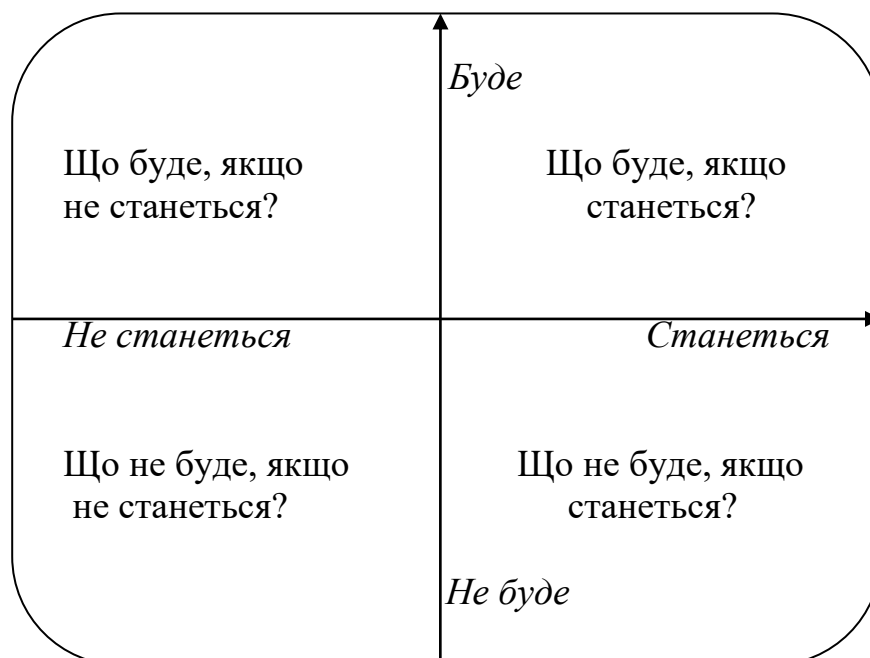 Буде
Що буде, якщо
не станеться?
Що буде, якщо
станеться?
Не станеться
Станеться
Що не буде, якщо
не станеться?
Що не буде, якщо
станеться?
Не буде